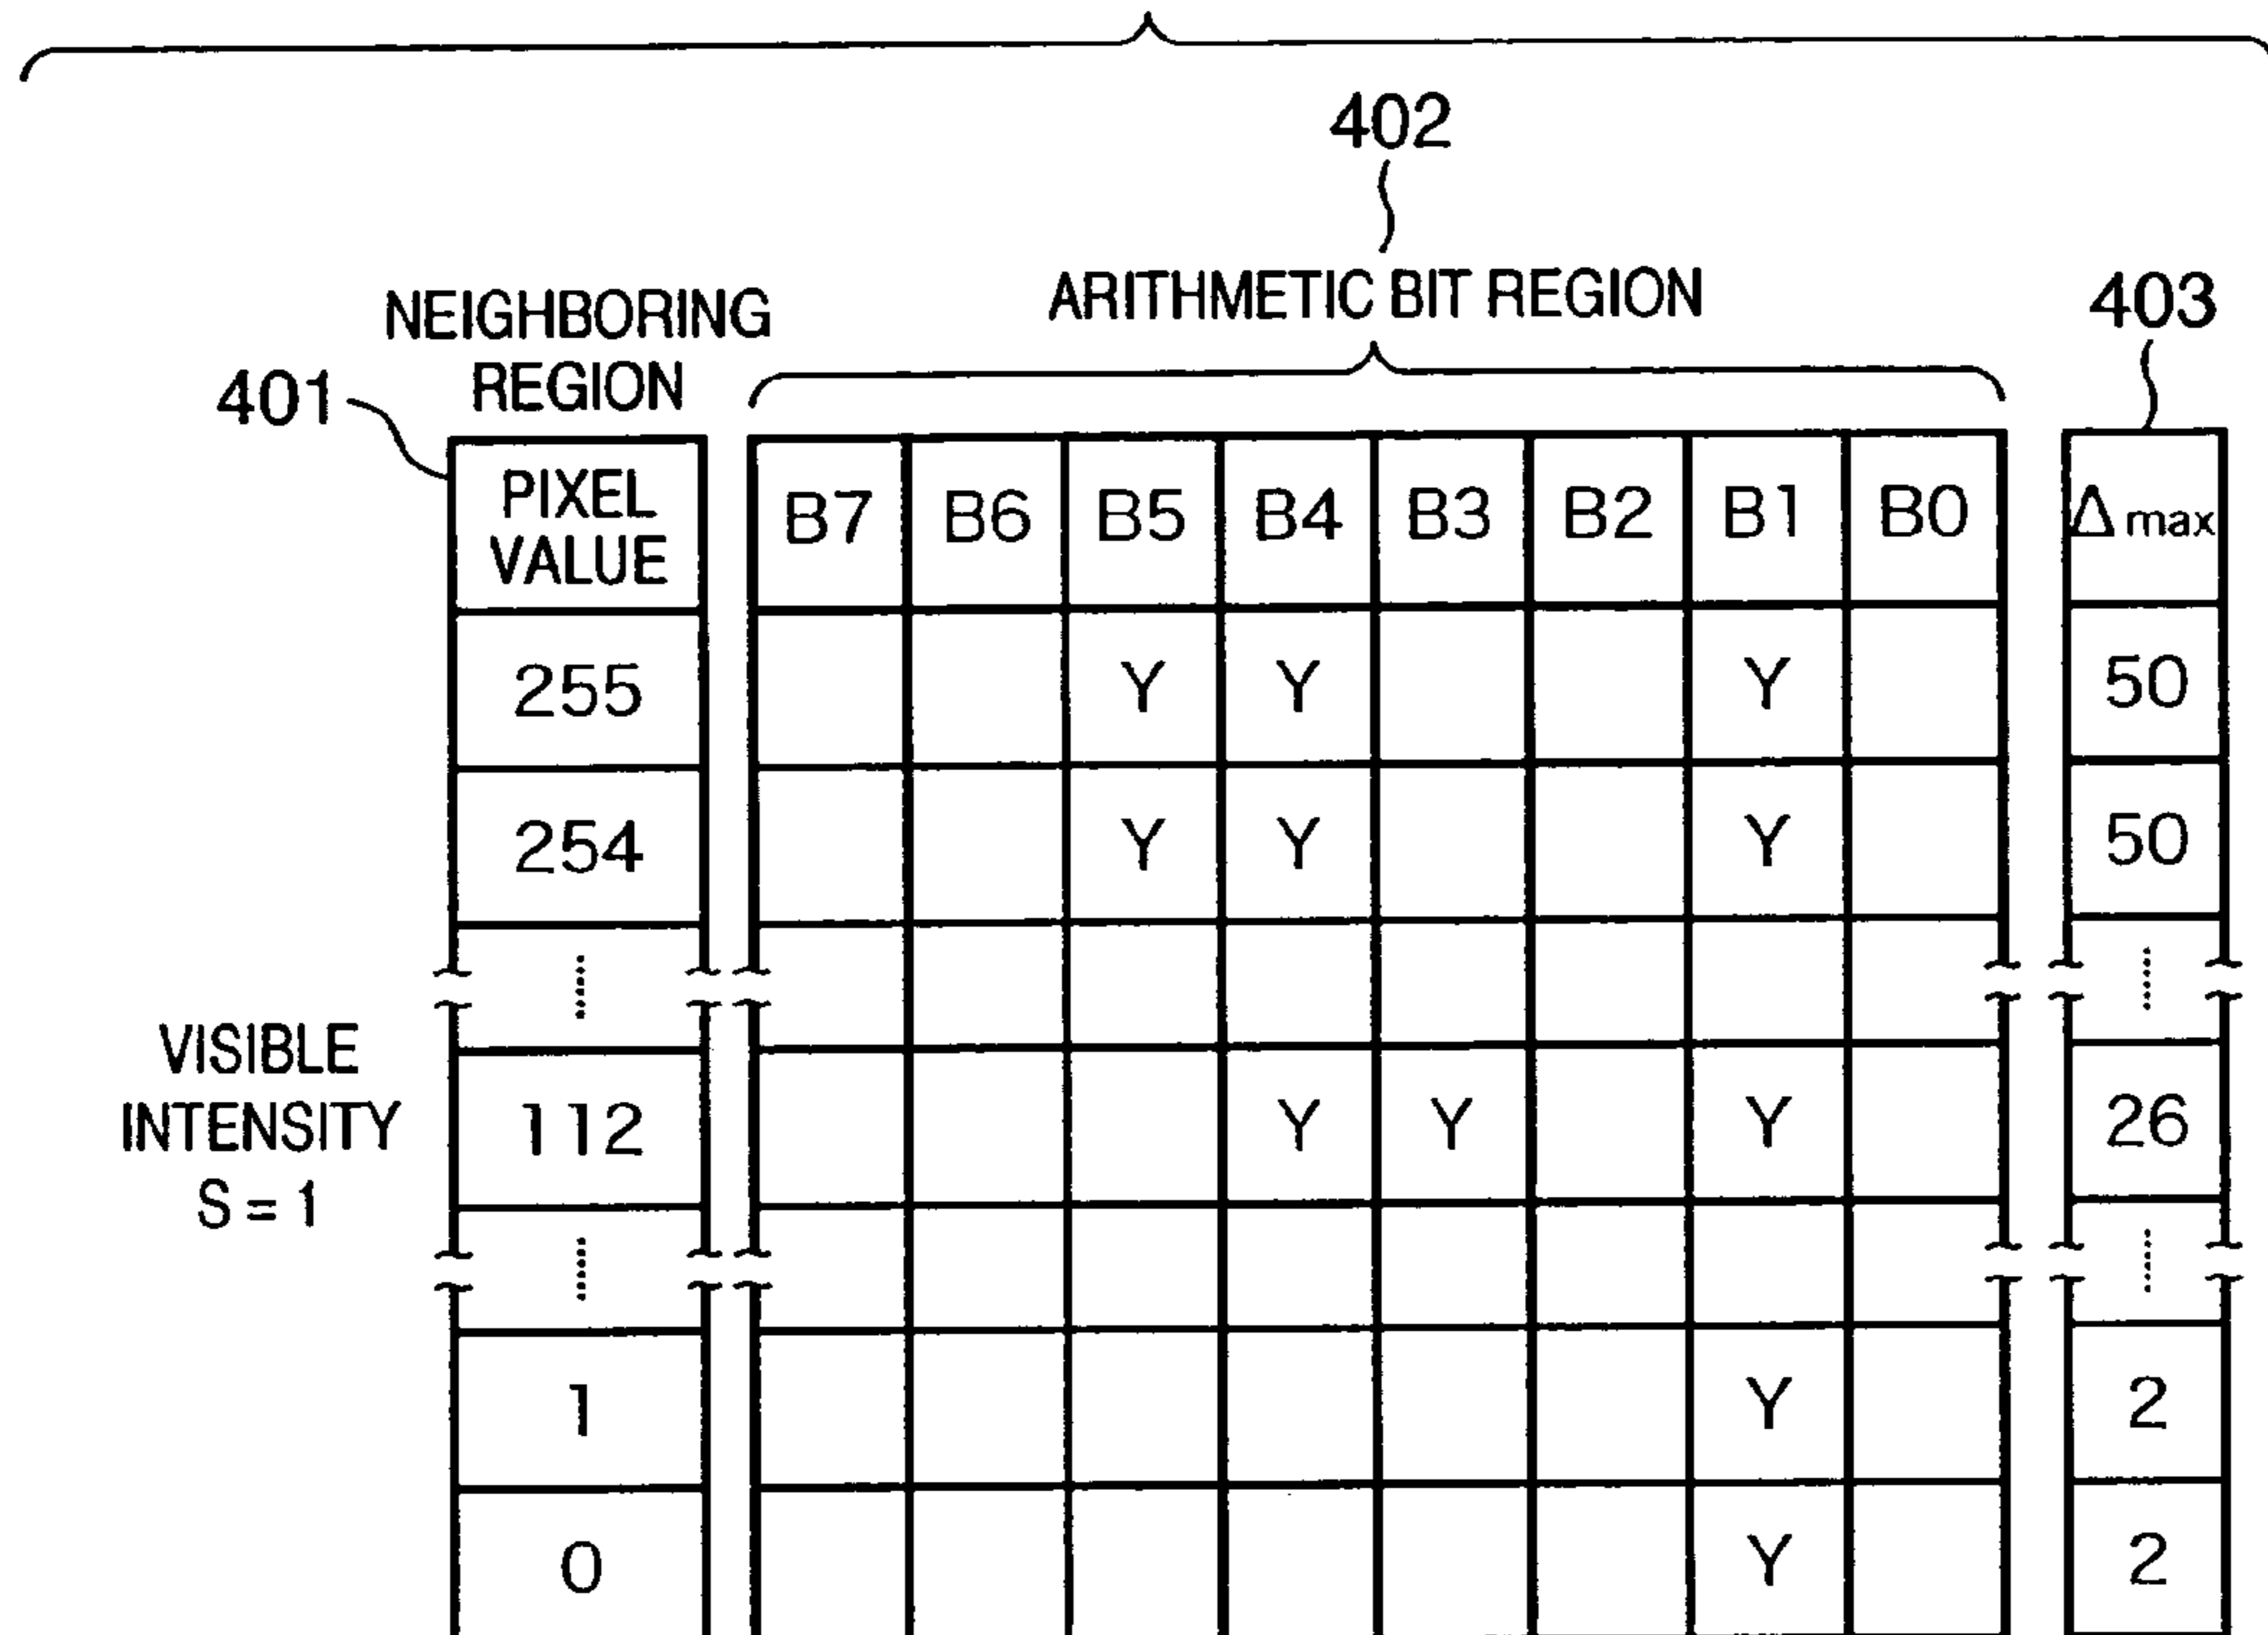 402
ARITHMETIC BIT REGION
403
NEIGHBORING
REGION
401
PIXEL
VALUE
B7 B6 B5 B4 B3 B2 B1 B0
Δ max
255 Y Y Y 50
254 Y Y Y 50
VISIBLE
INTENSITY
S = 1
112 Y Y Y 26
1 Y 2
0 Y 2